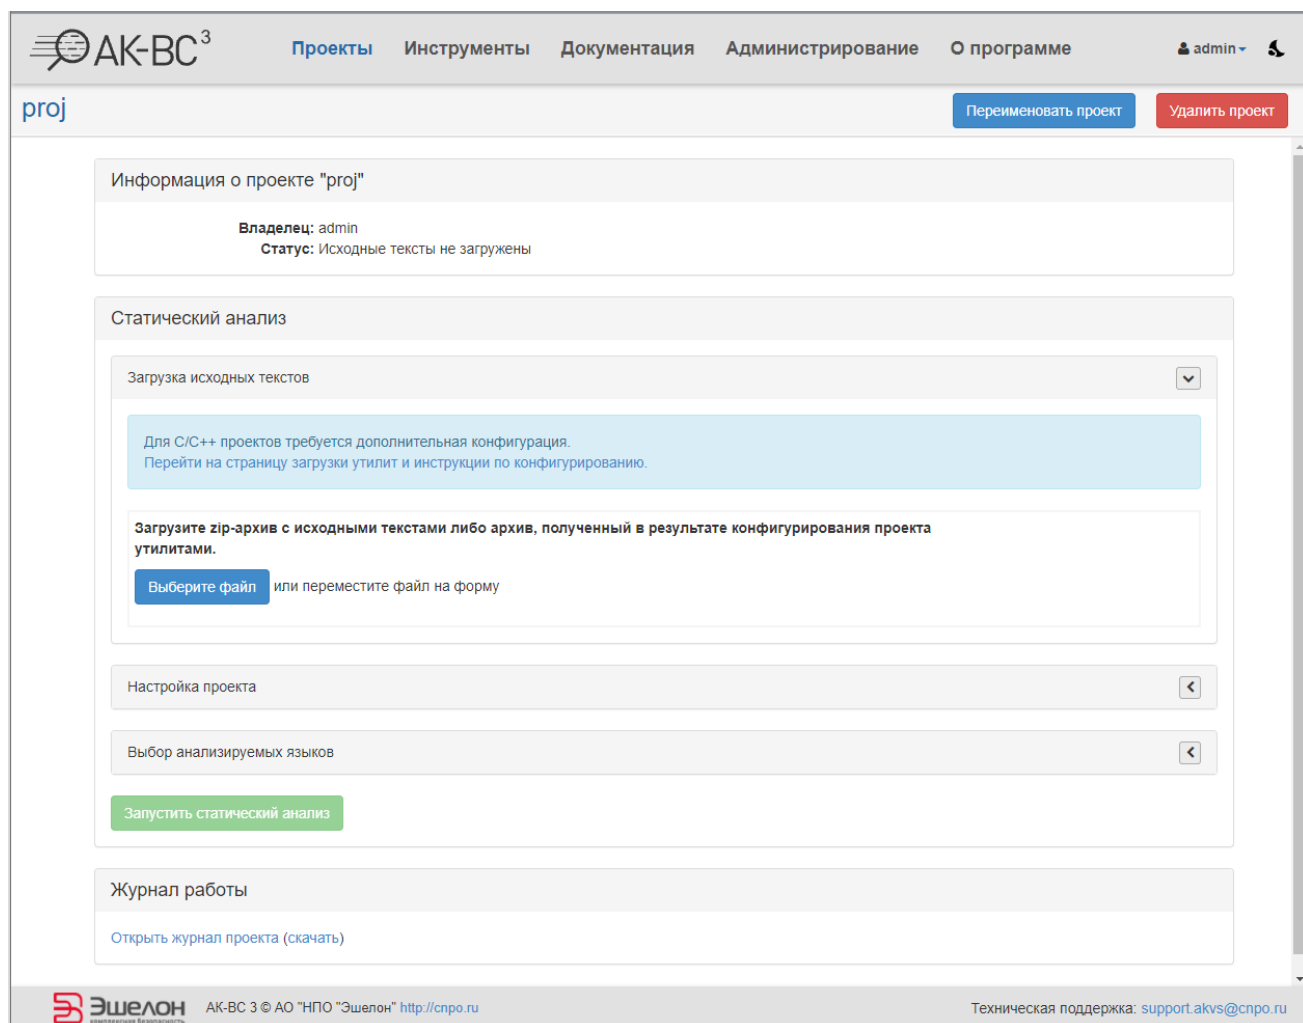 АК-ВС³ Проекты Инструменты Документация Администрирование О программе admin
proj Переименовать проект Удалить проект
Информация о проекте "proj"
Владелец: admin
Статус: Исходные тексты не загружены
Статический анализ
Загрузка исходных текстов
Для C/C++ проектов требуется дополнительная конфигурация.
Перейти на страницу загрузки утилит и инструкции по конфигурированию.
Загрузите zip-архив с исходными текстами либо архив, полученный в результате конфигурирования проекта
утилитами.
Выберите файл или переместите файл на форму
Настройка проекта
Выбор анализируемых языков
Запустить статический анализ
Журнал работы
Открыть журнал проекта (скачать)
Эшелон АК-ВС 3 © АО "НПО "Эшелон" http://cnpo.ru Техническая поддержка: support.akvs@cnpo.ru
комплексная безопасность